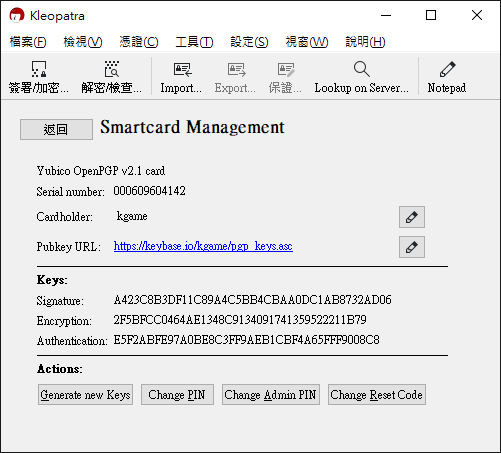 Kleopatra
檔案(F) 檢視(V) 憑證(C) 工具(T) 設定(S) 視窗(W) 說明(H)
簽署/加密... 解密/檢查... Import... Export... 保證... Lookup on Server... Notepad
返回 Smartcard Management
Yubico OpenPGP v2.1 card
Serial number: 000609604142
Cardholder: kgame
Pubkey URL: https://keybase.io/kgame/pgp_keys.asc
Keys:
Signature: A423C8B3DF11C89A4C5BB4CBAA0DC1AB8732AD06
Encryption: 2F5BFCC0464AE1348C9134091741359522211B79
Authentication: E5F2ABFE97A0BE8C3FF9AEB1CBF4A65FFF9008C8
Actions:
Generate new Keys Change PIN Change Admin PIN Change Reset Code